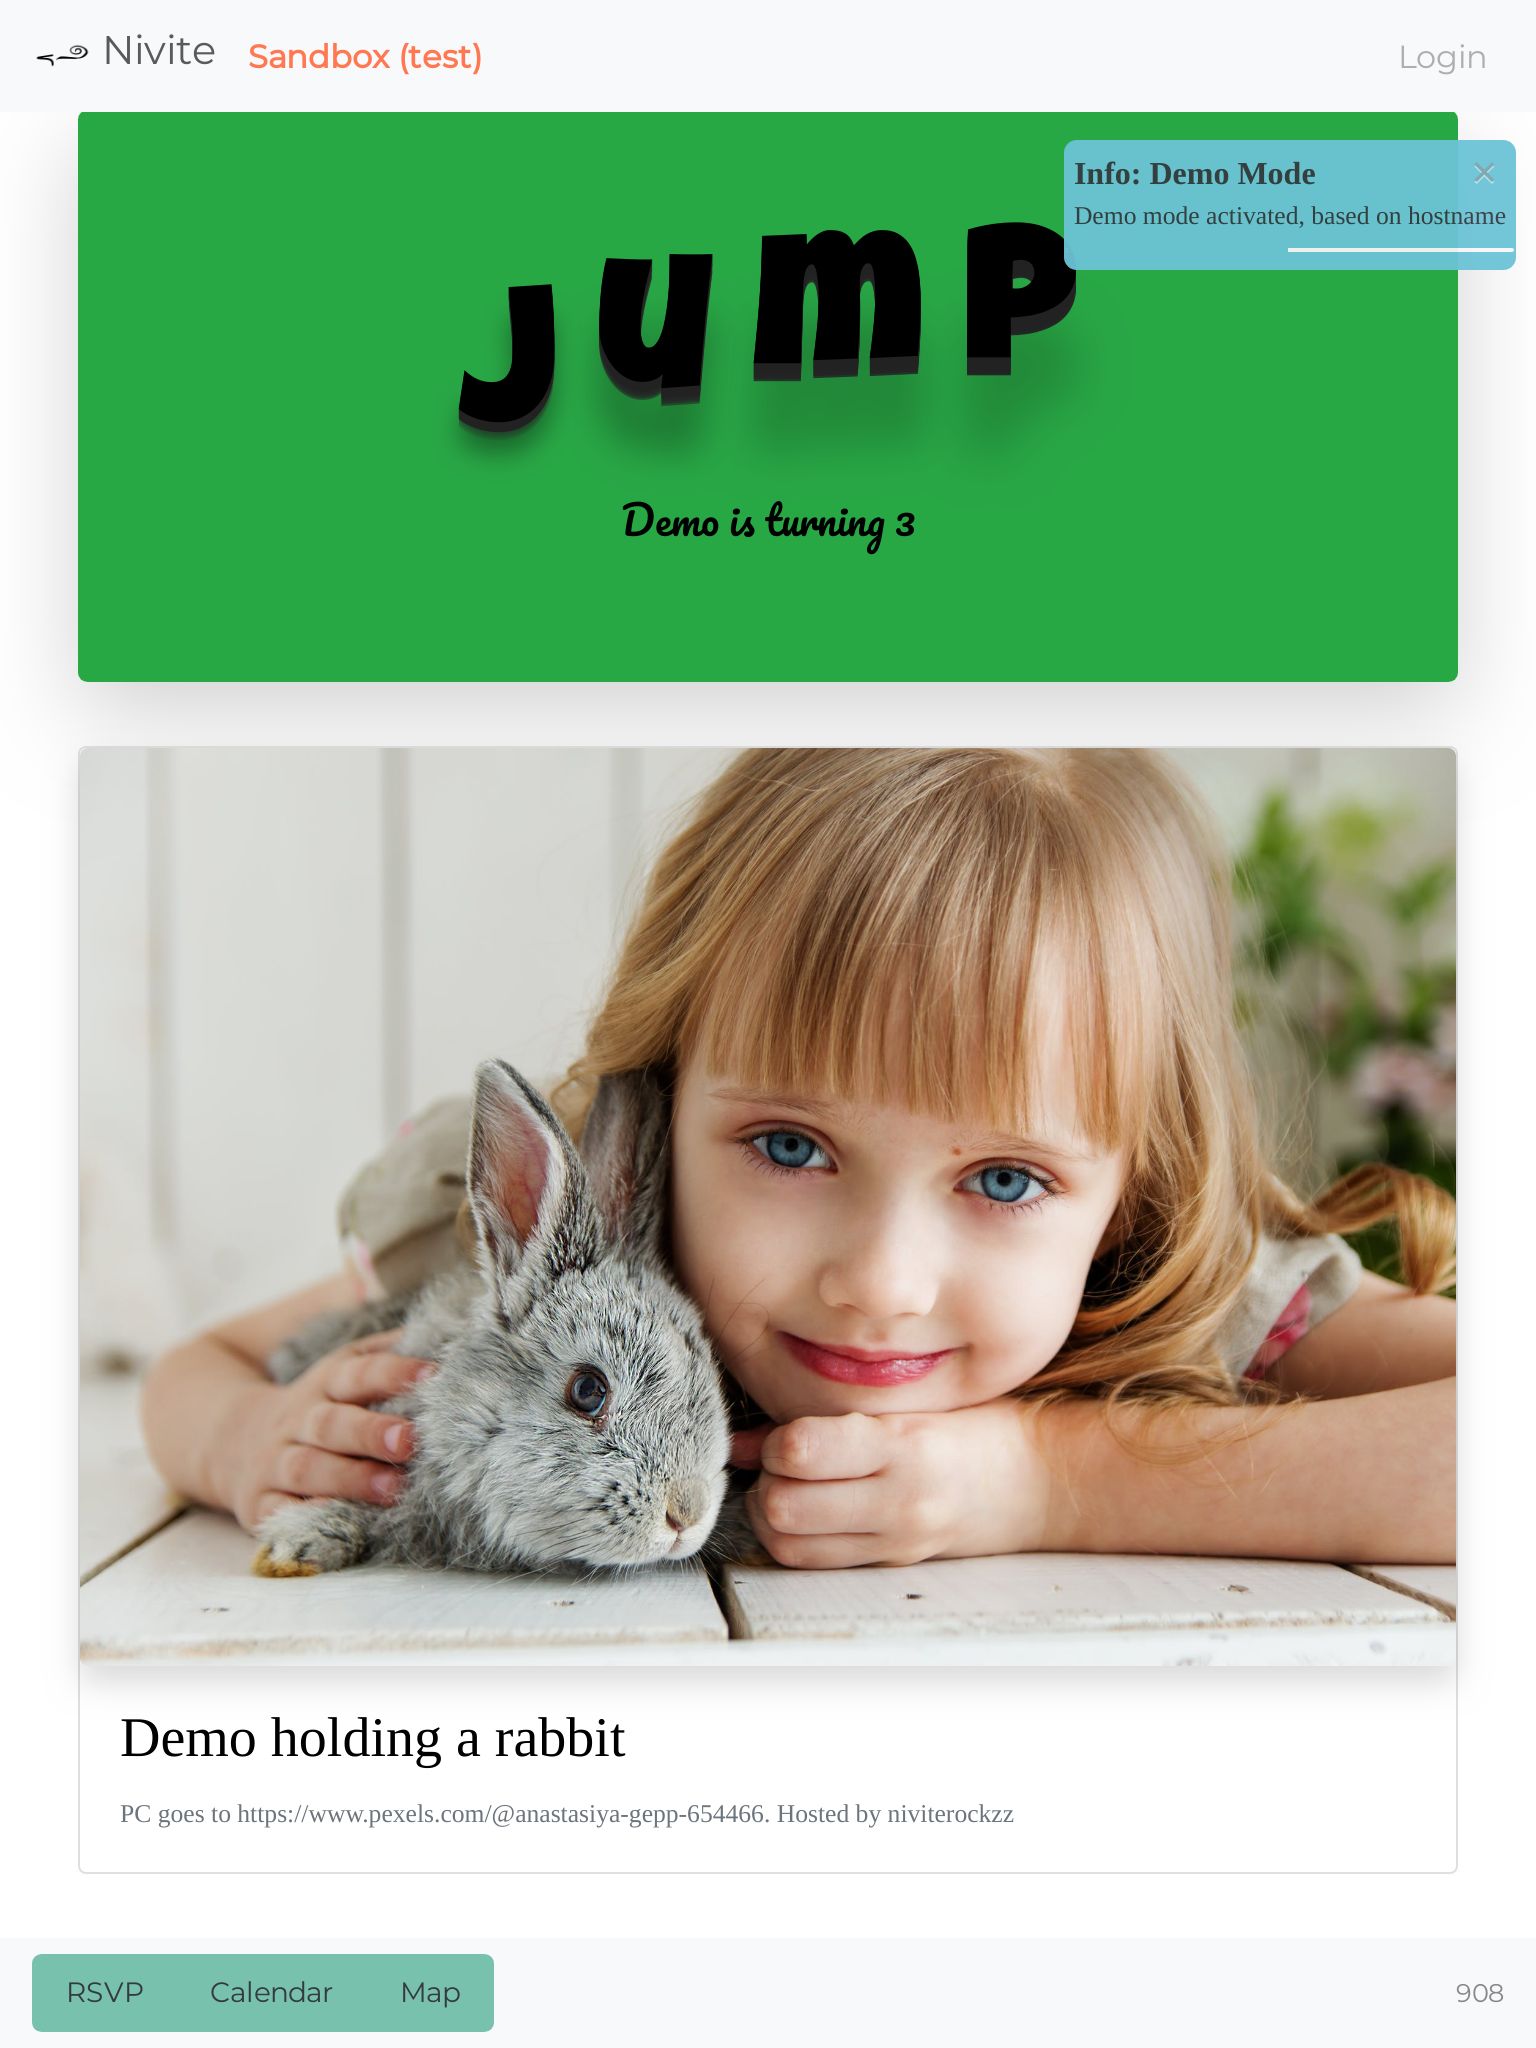 Nivite Sandbox (test) Login
Info: Demo Mode ×
Demo mode activated, based on hostname
JUMP
Demo is turning 3
Demo holding a rabbit
PC goes to https://www.pexels.com/@anastasiya-gepp-654466. Hosted by niviterockzz
RSVP Calendar Map 908